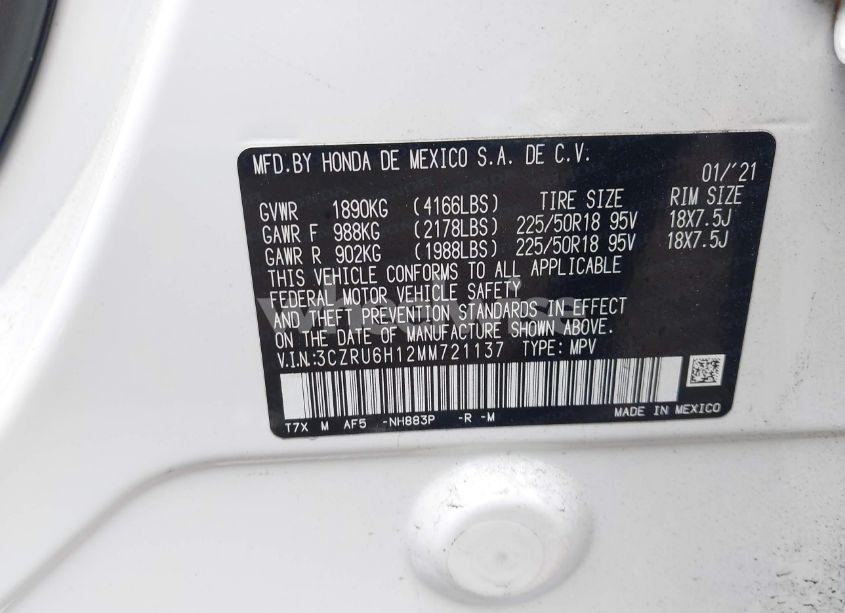 MFD.BY HONDA DE MEXICO S.A. DE C.V.
01/'21
GVWR 1890KG (4166LBS) TIRE SIZE RIM SIZE
GAWR F 988KG (2178LBS) 225/50R18 95V 18X7.5J
GAWR R 902KG (1988LBS) 225/50R18 95V 18X7.5J
THIS VEHICLE CONFORMS TO ALL APPLICABLE
FEDERAL MOTOR VEHICLE SAFETY
AND THEFT PREVENTION STANDARDS IN EFFECT
ON THE DATE OF MANUFACTURE SHOWN ABOVE.
V.I.N.:3CZRU6H12MM721137 TYPE: MPV
T7X M AF5 -NH883P -R -M
MADE IN MEXICO